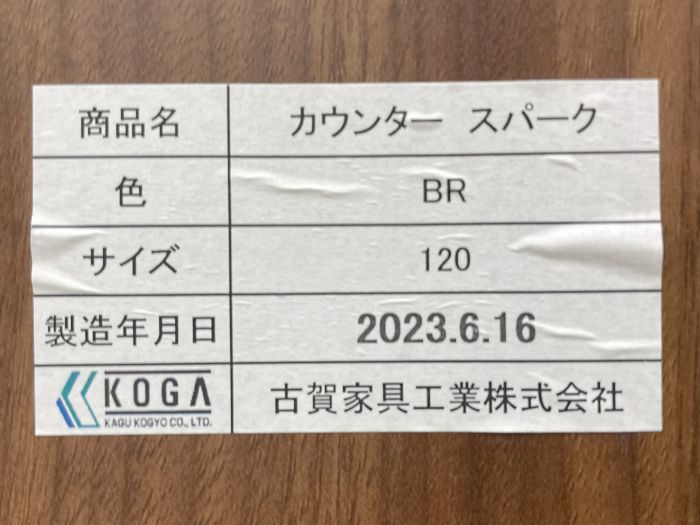 商品名 カウンター スパーク
色 BR
サイズ 120
製造年月日 2023.6.16
KOGA 古賀家具工業株式会社
KAGU KOGYO CO., LTD.